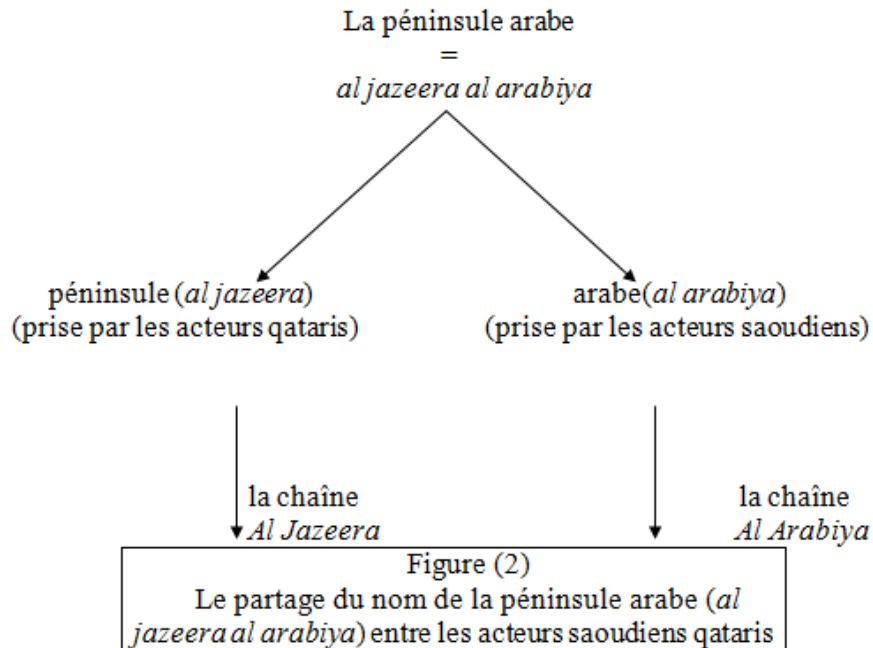 La péninsule arabe
=
al jazeera al arabiya
péninsule (al jazeera)
(prise par les acteurs qataris)
arabe(al arabiya)
(prise par les acteurs saoudiens)
la chaîne
Al Jazeera
la chaîne
Al Arabiya
Figure (2)
Le partage du nom de la péninsule arabe (al
jazeera al arabiya) entre les acteurs saoudiens qataris